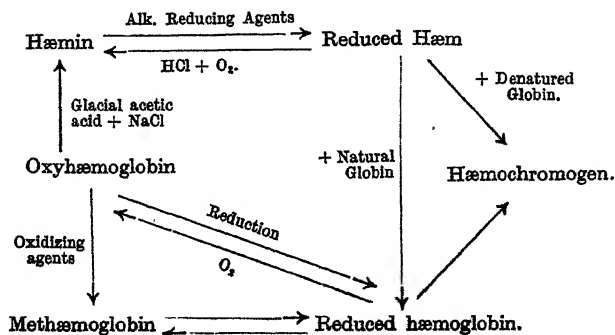 Alk. Reducing Agents
Hæmin
Reduced Hæm
HCl + O₂.
+ Denatured
Globin.
Glacial acetic
acid + NaCl
+ Natural
Globin
Oxyhæmoglobin
Hæmochromogen.
Reduction
O₂
Oxidizing
agents
Methæmoglobin
Reduced hæmoglobin.